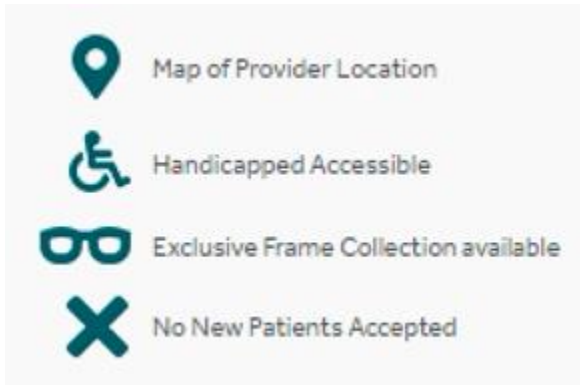 Map of Provider Location
Handicapped Accessible
Exclusive Frame Collection available
No New Patients Accepted